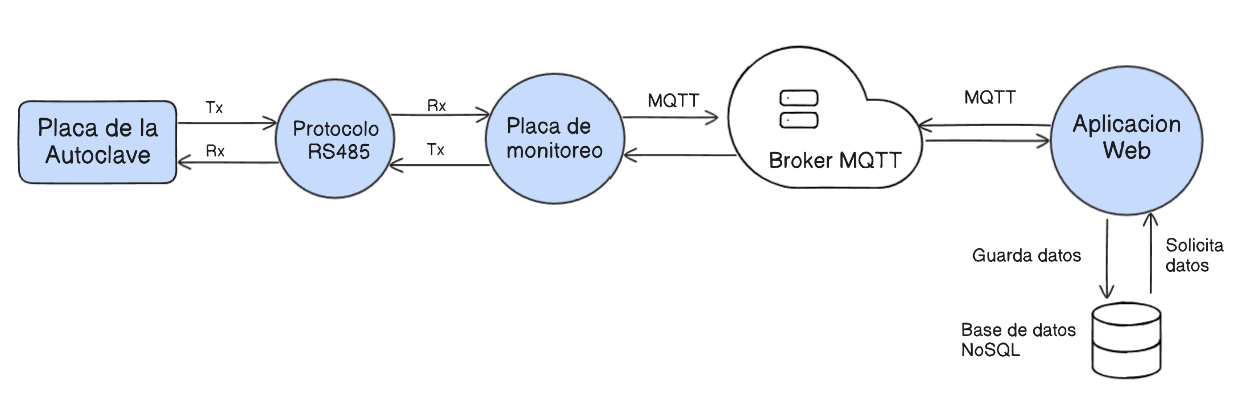 Placa de la
Autoclave
Tx
Rx
Protocolo
RS485
Rx
Tx
Placa de
monitoreo
MQTT
Broker MQTT
MQTT
Aplicacion
Web
Guarda datos
Solicita
datos
Base de datos
NoSQL